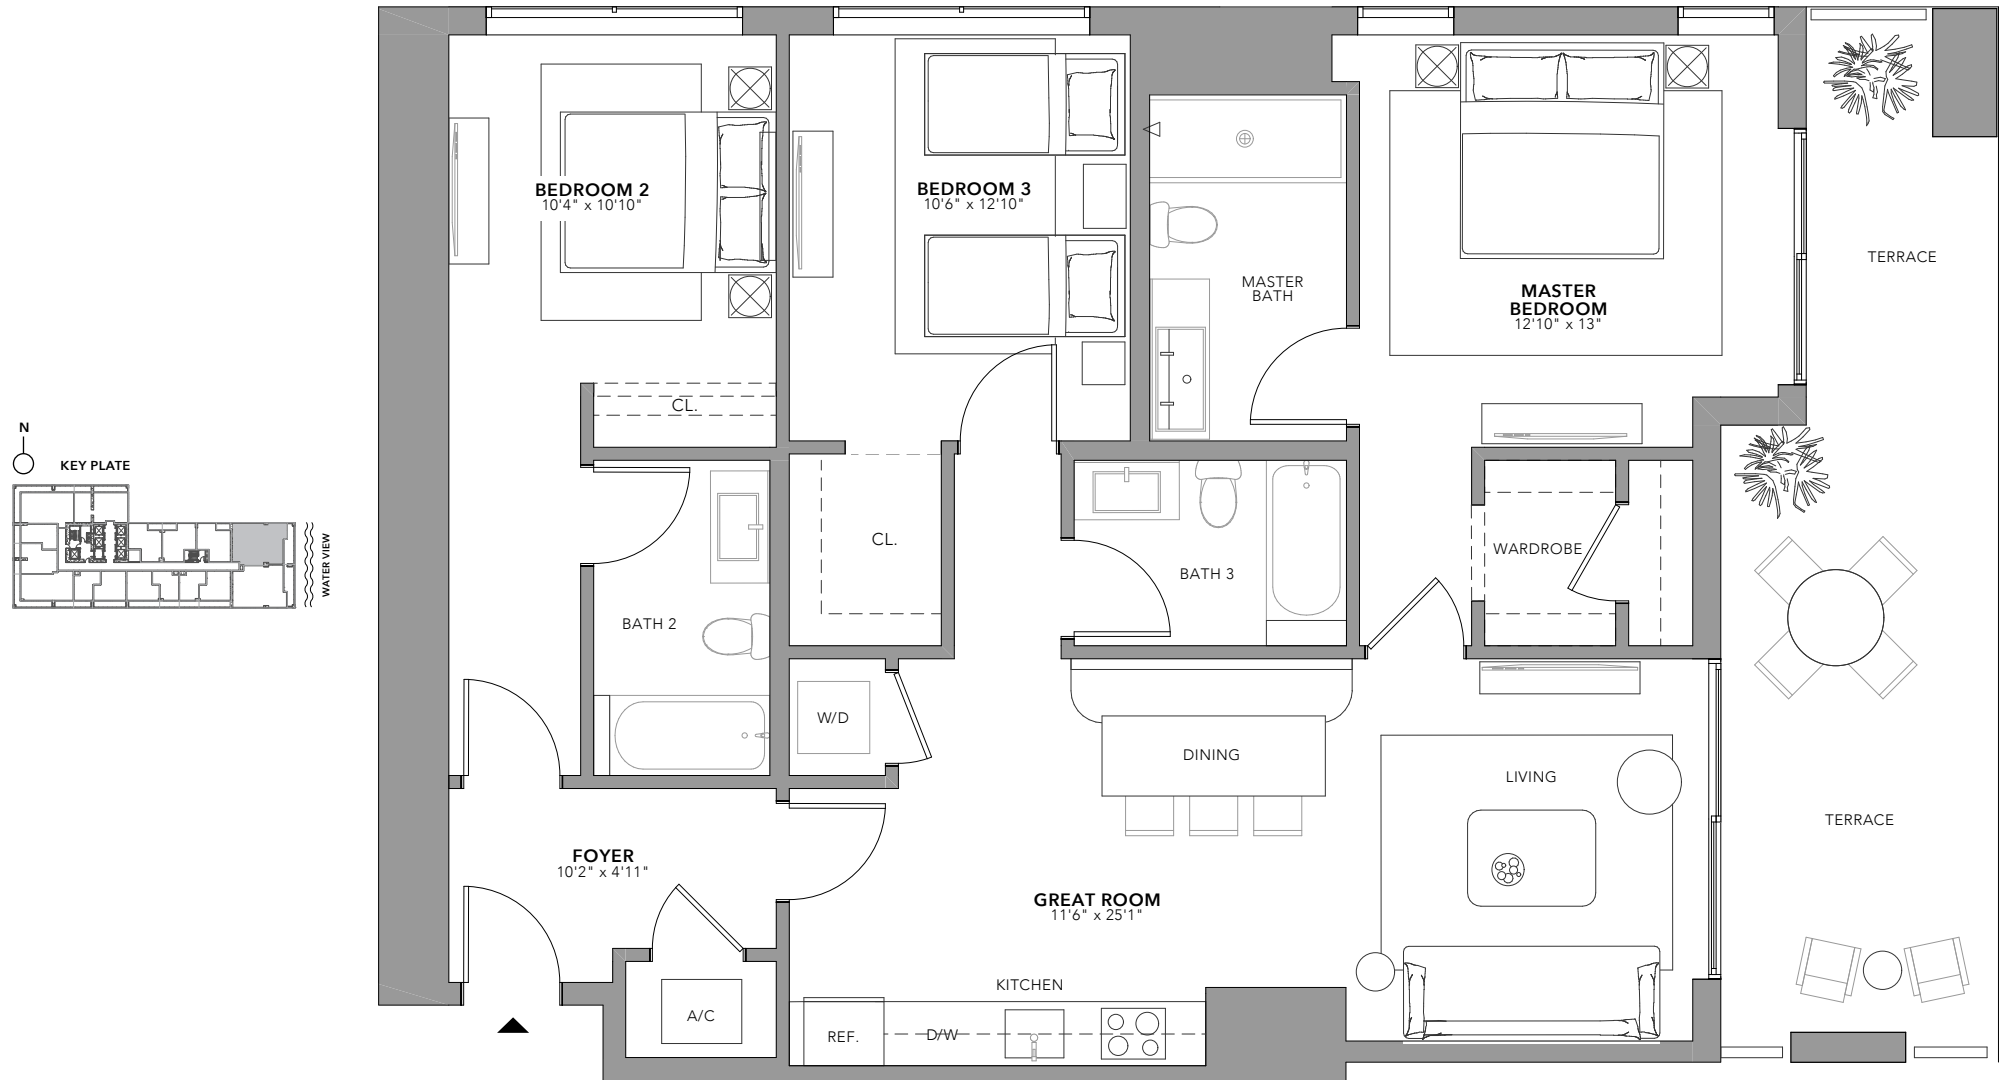 BEDROOM 2
10'4" x 10'10"
BEDROOM 3
10'6" x 12'10"
MASTER
BATH
MASTER
BEDROOM
12'10" x 13"
TERRACE
CL.
N
KEY PLATE
WATER VIEW
CL.
WARDROBE
BATH 3
BATH 2
W/D
DINING
LIVING
TERRACE
FOYER
10'2" x 4'11"
GREAT ROOM
11'6" x 25'1"
KITCHEN
A/C
REF.
D/W